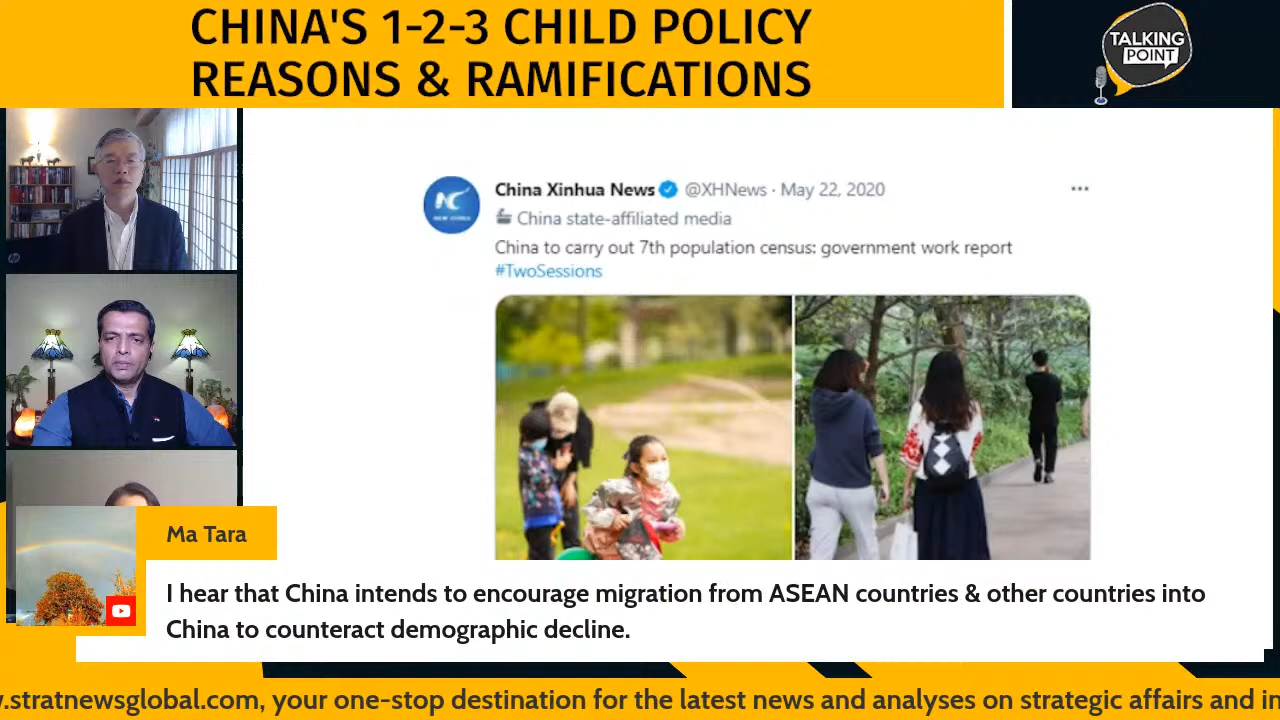 CHINA'S 1-2-3 CHILD POLICY
REASONS & RAMIFICATIONS
TALKING
POINT
China Xinhua News @XHNews · May 22, 2020
China state-affiliated media
China to carry out 7th population census: government work report
#TwoSessions
NEW CHINA
Ma Tara
I hear that China intends to encourage migration from ASEAN countries & other countries into
China to counteract demographic decline.
.stratnewsglobal.com, your one-stop destination for the latest news and analyses on strategic affairs and in